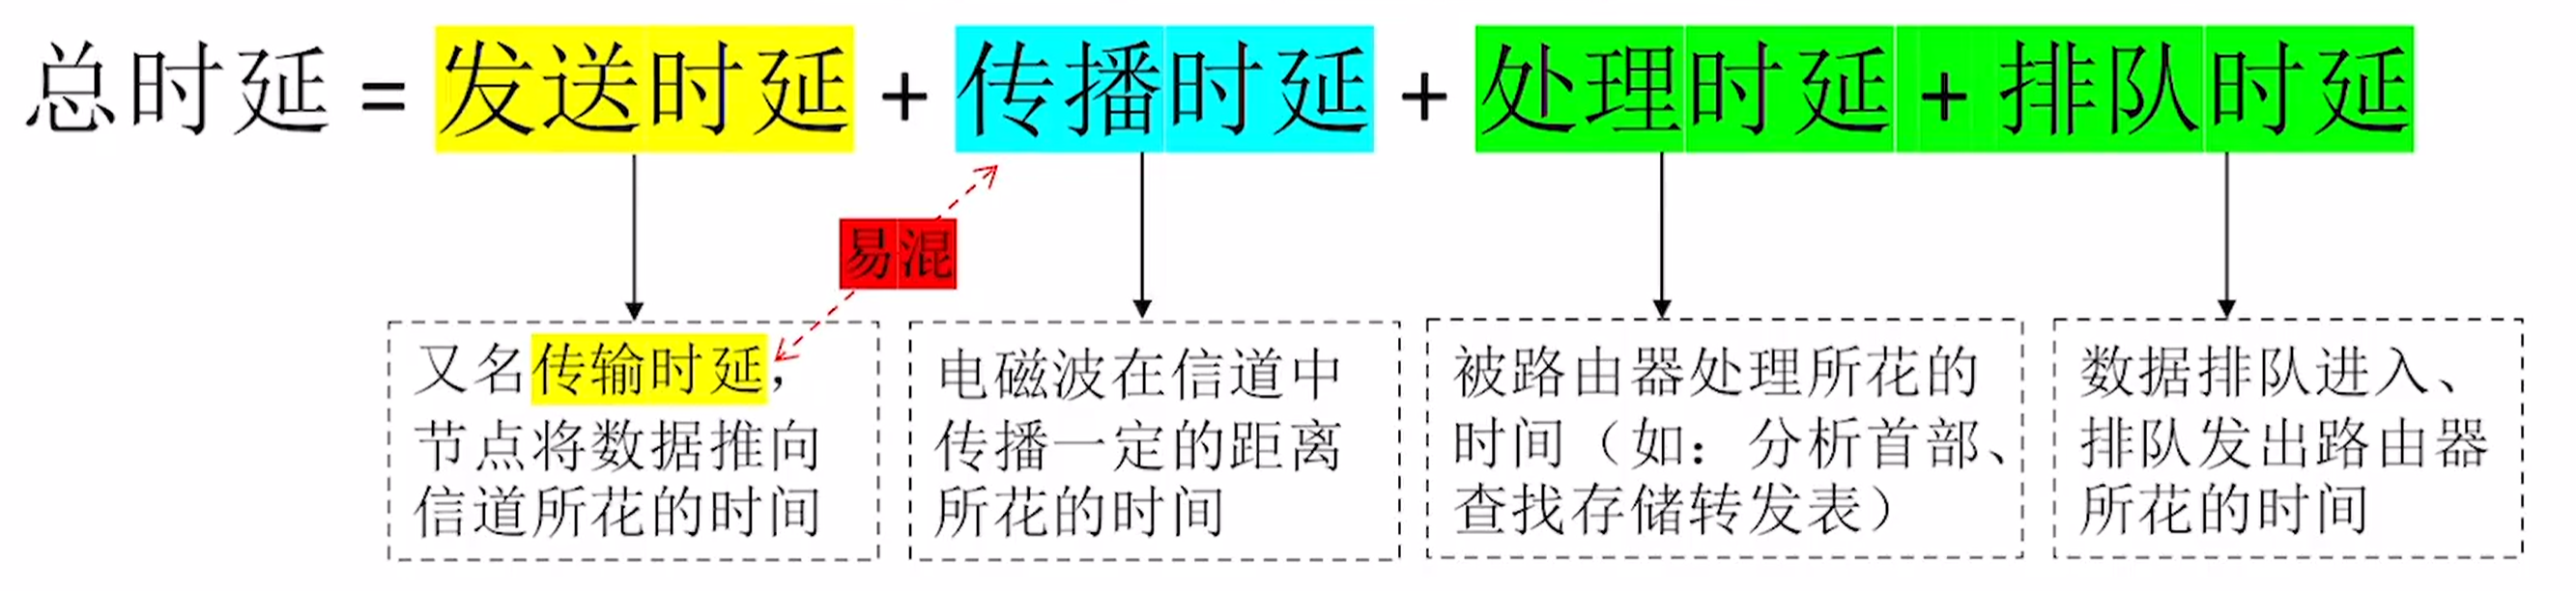 总时延 = 发送时延 + 传播时延 + 处理时延 + 排队时延
易混
又名传输时延，
节点将数据推向
信道所花的时间
电磁波在信道中
传播一定的距离
所花的时间
被路由器处理所花的
时间（如：分析首部、
查找存储转发表）
数据排队进入、
排队发出路由器
所花的时间